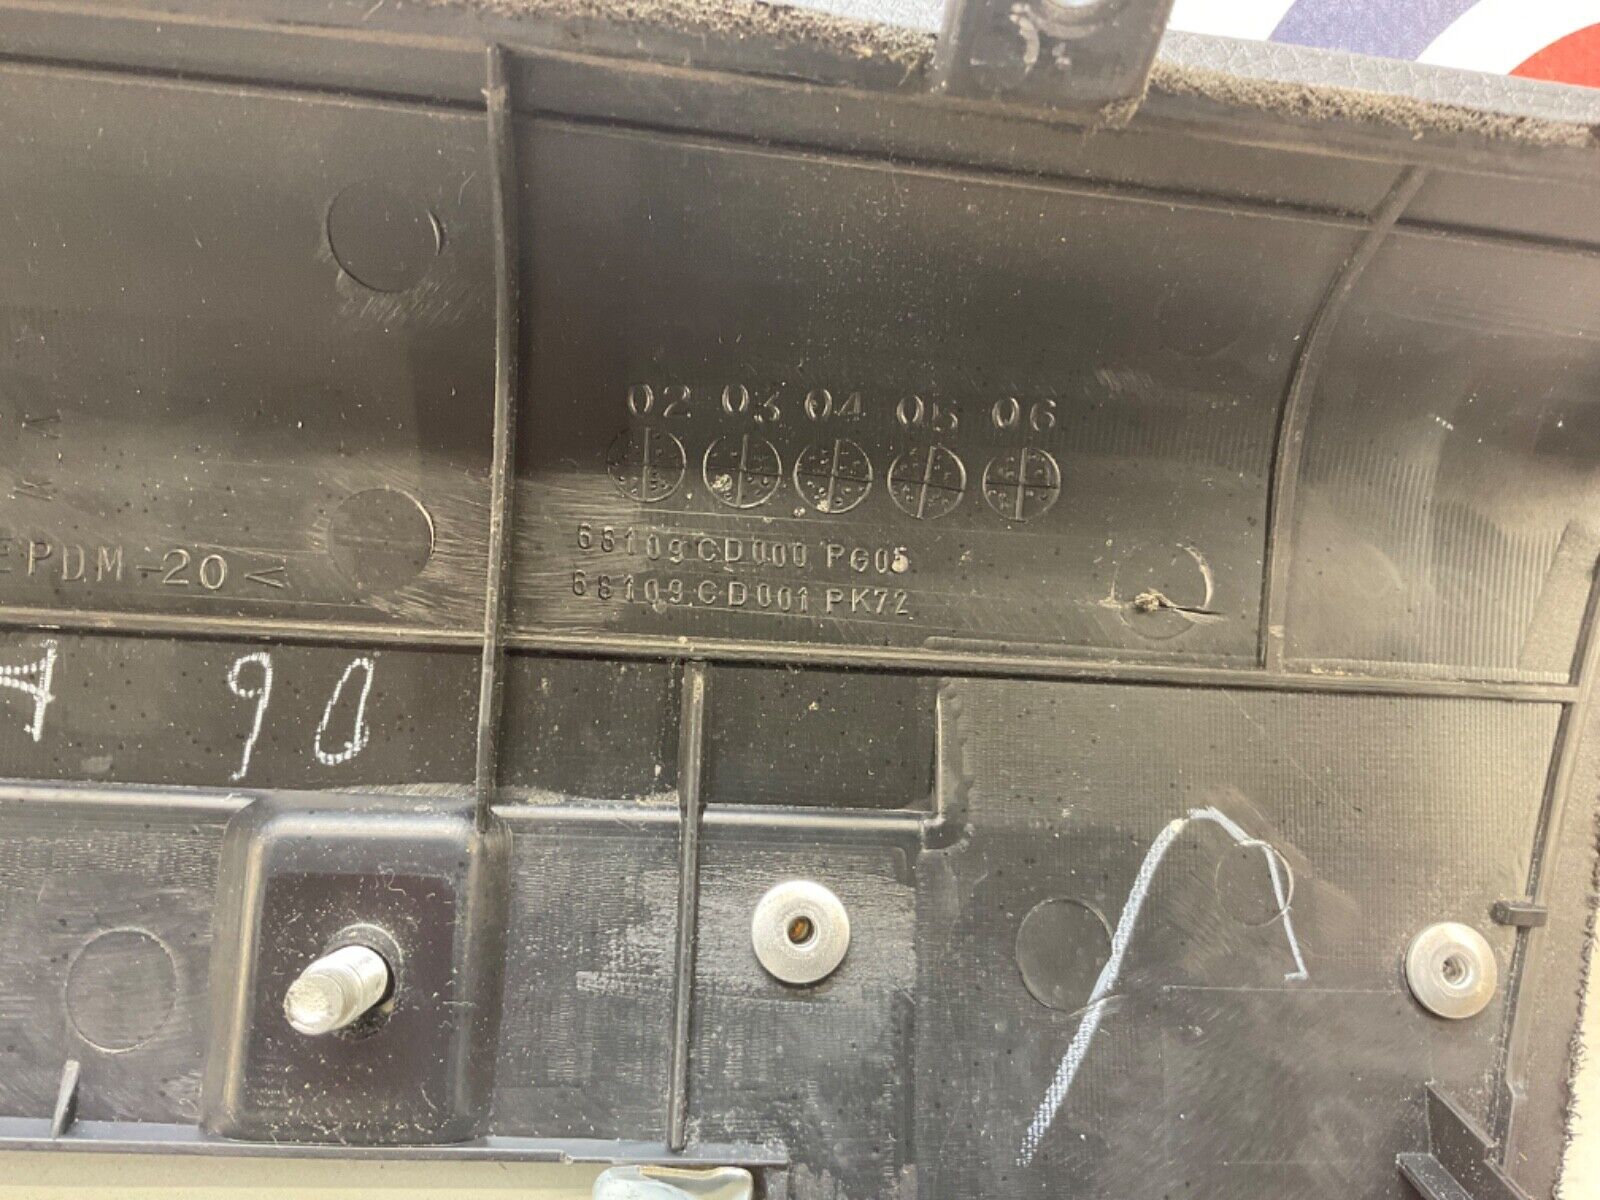 02 03 04 05 06
68109 CD000 PG05
68109 CD001 PK72
EPDM-20 <
A 90